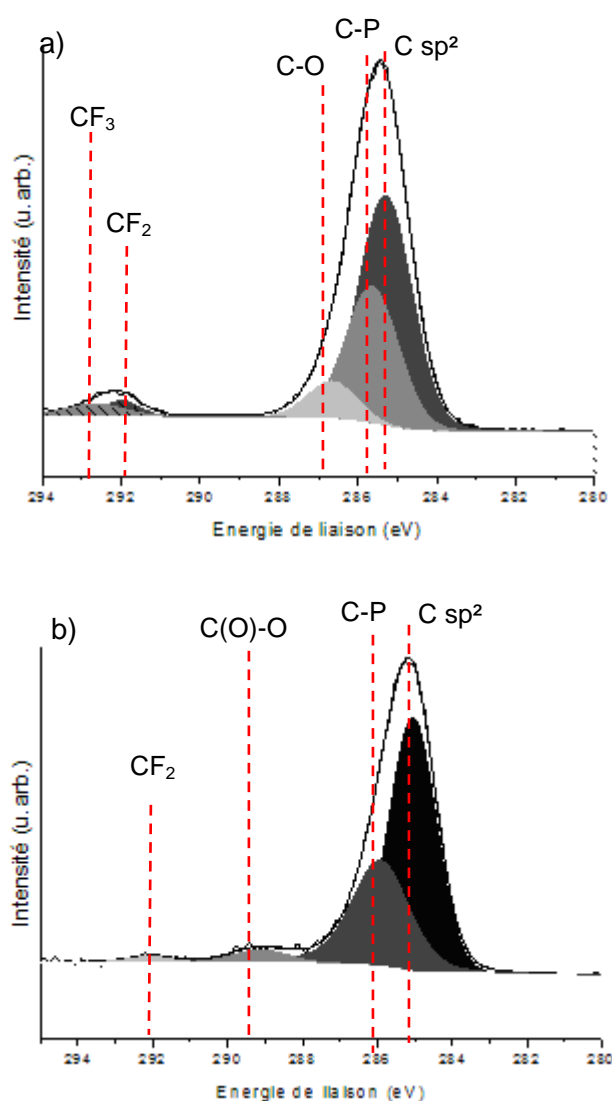 a)
C-P
C sp²
C-O
CF₃
CF₂
Intensité (u. arb.)
294 292 290 288 286 284 282 280
Energie de liaison (eV)
b)
C(O)-O
C-P
C sp²
CF₂
Intensité (u. arb.)
294 292 290 288 286 284 282 280
Energie de liaison (eV)